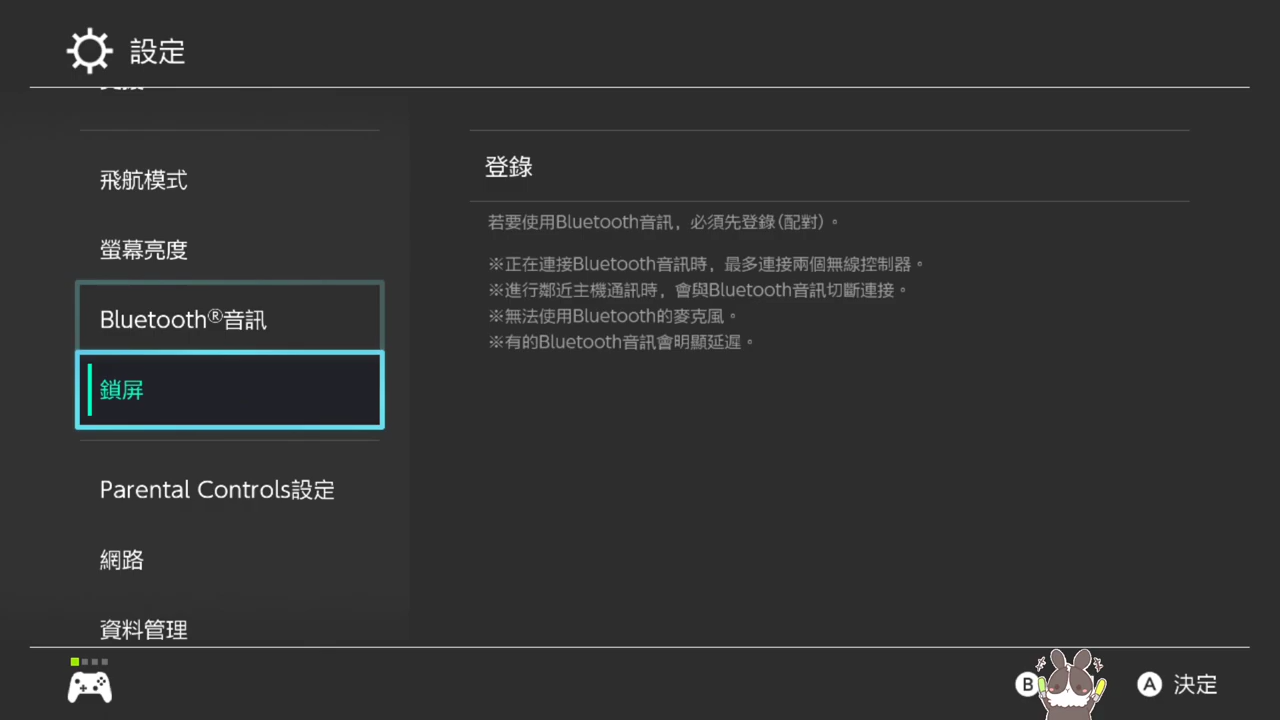 設定
飛航模式
螢幕亮度
Bluetooth®音訊
鎖屏
Parental Controls設定
網路
資料管理
登錄
若要使用Bluetooth音訊，必須先登錄(配對)。
※正在連接Bluetooth音訊時，最多連接兩個無線控制器。
※進行鄰近主機通訊時，會與Bluetooth音訊切斷連接。
※無法使用Bluetooth的麥克風。
※有的Bluetooth音訊會明顯延遲。
B
A 決定